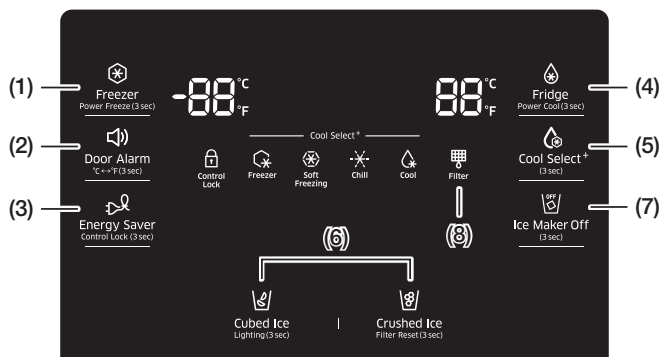 (1)
Freezer
Power Freeze (3 sec)
-88 °C
°F
88 °C
°F
Fridge
Power Cool (3 sec)
(4)
(2)
Door Alarm
°C↔°F (3 sec)
Cool Select+
Control
Lock
Freezer
Soft
Freezing
Chill
Cool
Filter
Cool Select+
(3 sec)
(5)
(3)
Energy Saver
Control Lock (3 sec)
(6)
(8)
OFF
Ice Maker Off
(3 sec)
(7)
Cubed Ice | Crushed Ice
Lighting (3 sec) Filter Reset (3 sec)